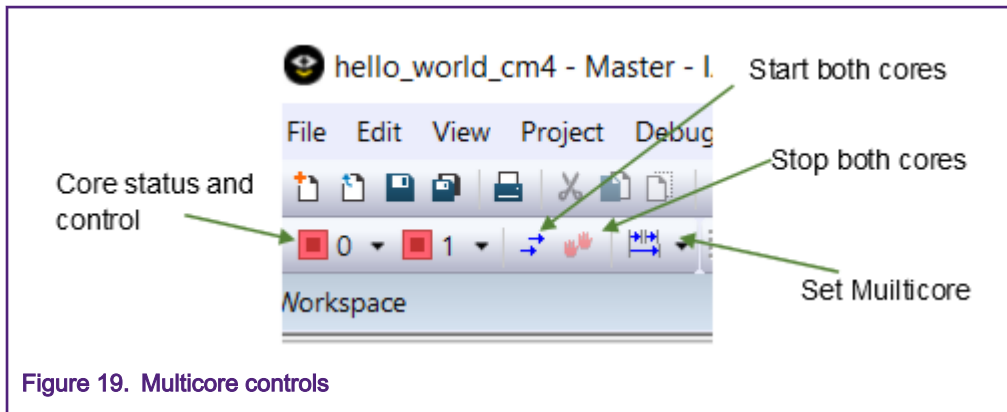 hello_world_cm4 - Master - I.
Start both cores
File Edit View Project Debug
Stop both cores
Core status and
control
0 1
Set Muilticore
Workspace
Figure 19. Multicore controls